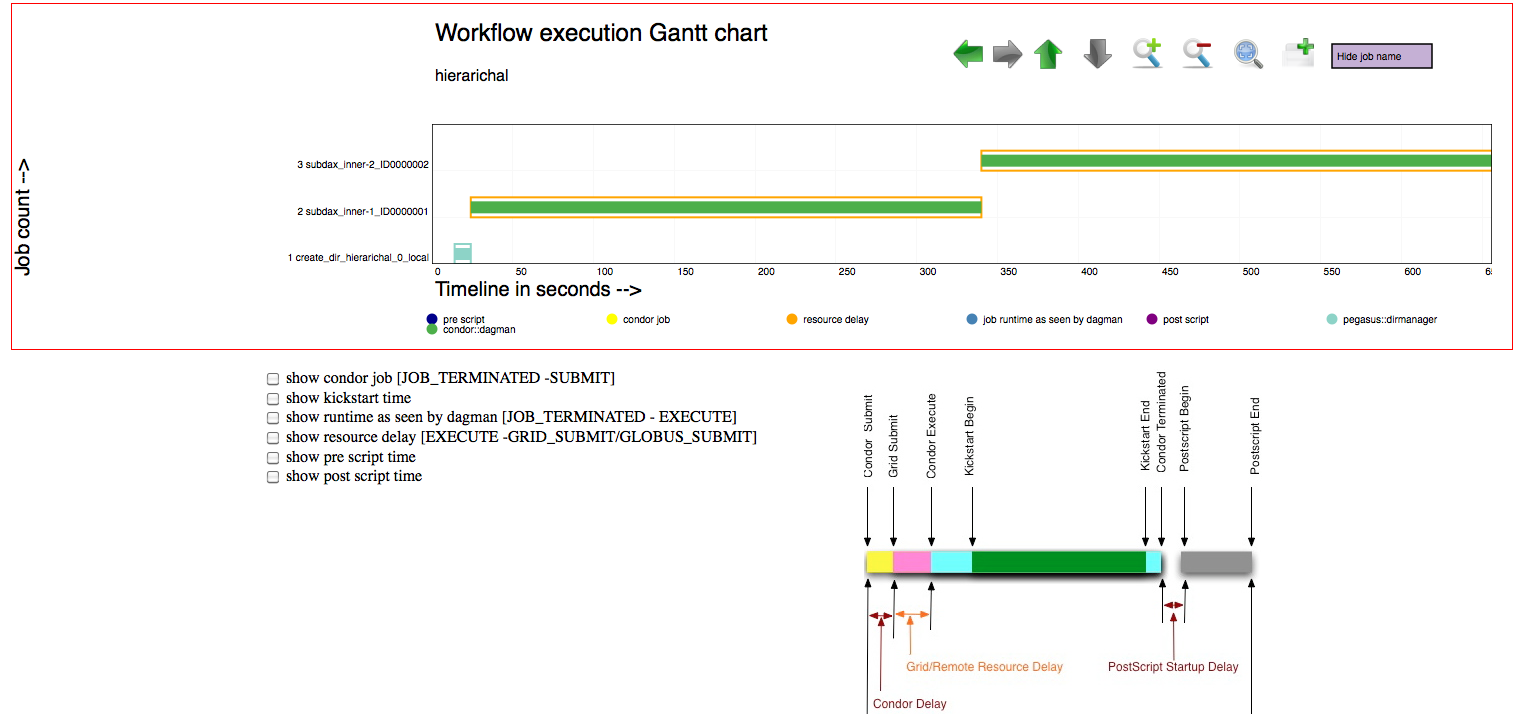 Workflow execution Gantt chart
hierarichal
Hide job name
Job count -->
3 subdax_inner-2_ID0000002
2 subdax_inner-1_ID0000001
1 create_dir_hierarichal_0_local
0 50 100 150 200 250 300 350 400 450 500 550 600
Timeline in seconds -->
pre script condor job resource delay job runtime as seen by dagman post script pegasus::dirmanager
condor::dagman
show condor job [JOB_TERMINATED -SUBMIT]
show kickstart time
show runtime as seen by dagman [JOB_TERMINATED - EXECUTE]
show resource delay [EXECUTE -GRID_SUBMIT/GLOBUS_SUBMIT]
show pre script time
show post script time
Condor Submit
Grid Submit
Condor Execute
Kickstart Begin
Kickstart End
Condor Terminated
Postscript Begin
Postscript End
Grid/Remote Resource Delay
PostScript Startup Delay
Condor Delay